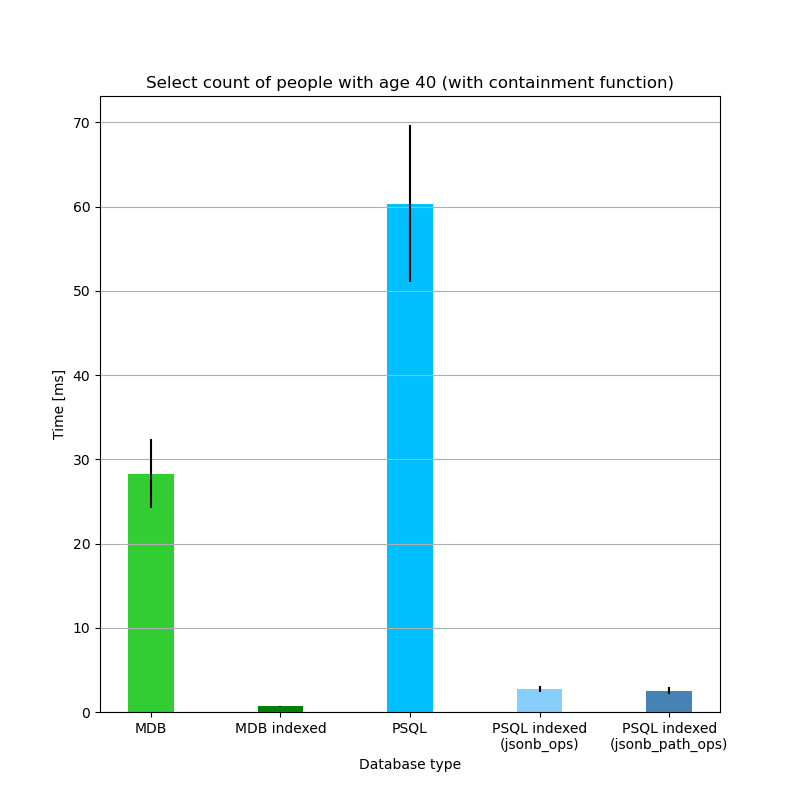 Select count of people with age 40 (with containment function)
70
60
50
40
30
20
10
0
Time [ms]
MDB
MDB indexed
PSQL
PSQL indexed
(jsonb_ops)
PSQL indexed
(jsonb_path_ops)
Database type